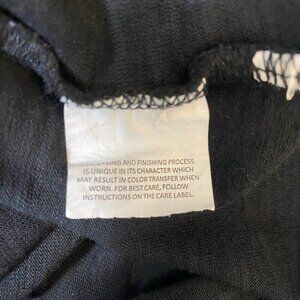 DYEING AND FINISHING PROCESS
IS UNIQUE IN ITS CHARACTER WHICH
MAY RESULT IN COLOR TRANSFER WHEN
WORN. FOR BEST CARE, FOLLOW
INSTRUCTIONS ON THE CARE LABEL.